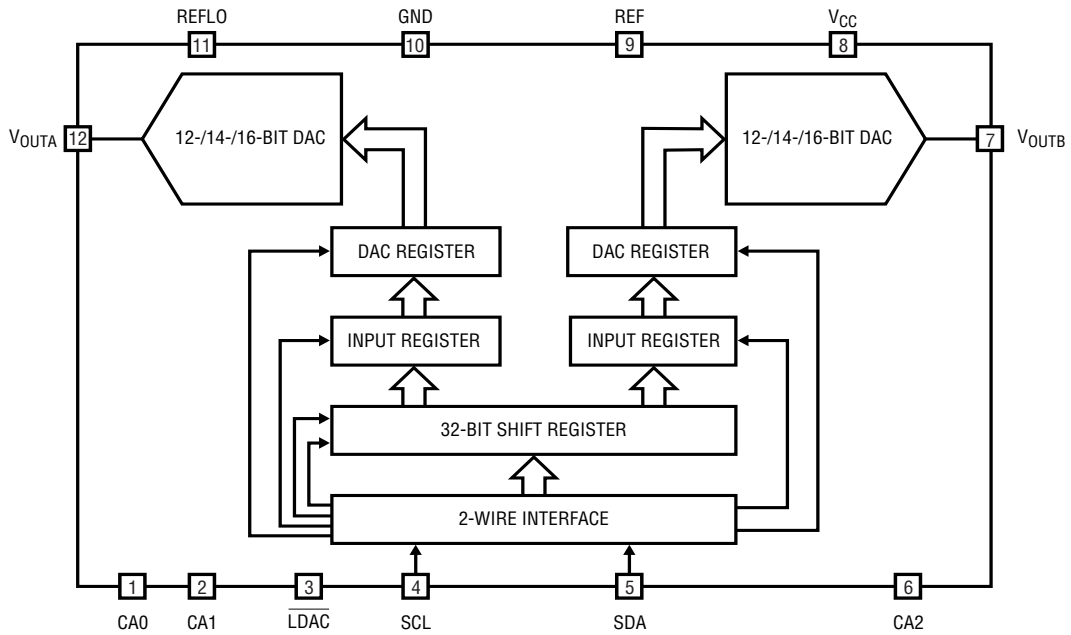 REFLO
GND
REF
VCC
11
10
9
8
VOUTA
12
12-/14-/16-BIT DAC
12-/14-/16-BIT DAC
7
VOUTB
DAC REGISTER
DAC REGISTER
INPUT REGISTER
INPUT REGISTER
32-BIT SHIFT REGISTER
2-WIRE INTERFACE
1
2
3
4
5
6
CA0
CA1
LDAC
SCL
SDA
CA2